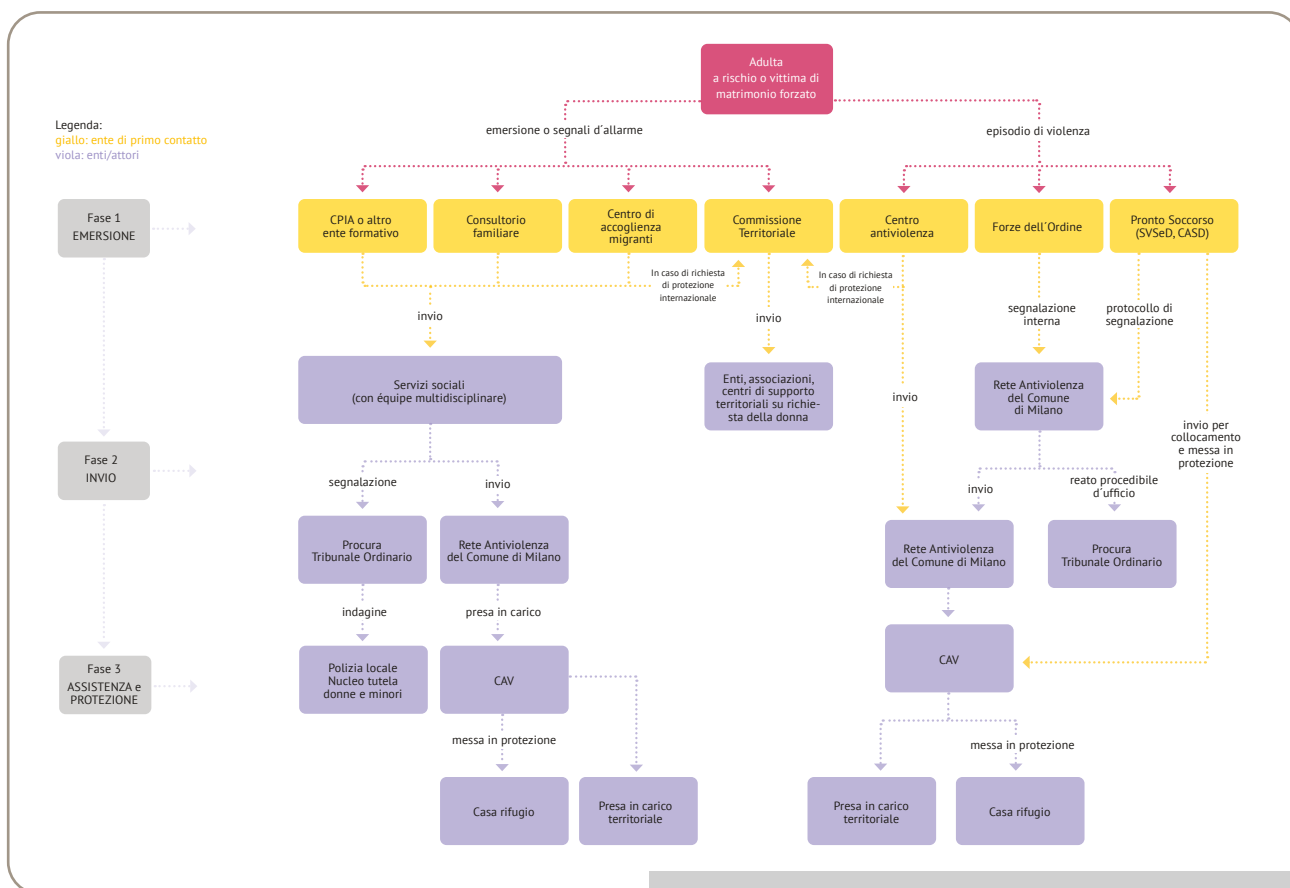 Adulta
a rischio o vittima di
matrimonio forzato
emersione o segnali d´allarme
episodio di violenza
Legenda:
giallo: ente di primo contatto
viola: enti/attori
Fase 1
EMERSIONE
CPIA o altro
ente formativo
Consultorio
familiare
Centro di
accoglienza
migranti
Commissione
Territoriale
Centro
antiviolenza
Forze dell´Ordine
Pronto Soccorso
(SVSeD, CASD)
In caso di richiesta
di protezione
internazionale
In caso di richiesta
di protezione
internazionale
invio
invio
segnalazione
interna
protocollo di
segnalazione
Servizi sociali
(con équipe multidisciplinare)
Enti, associazioni,
centri di supporto
territoriali su richie-
sta della donna
invio
Rete Antiviolenza
del Comune
di Milano
invio per
collocamento
e messa in
protezione
Fase 2
INVIO
segnalazione
invio
invio
reato procedibile
d´ufficio
Procura
Tribunale Ordinario
Rete Antiviolenza
del Comune di Milano
Rete Antiviolenza
del Comune di Milano
Procura
Tribunale Ordinario
indagine
presa in carico
Fase 3
ASSISTENZA e
PROTEZIONE
Polizia locale
Nucleo tutela
donne e minori
CAV
CAV
messa in protezione
messa in protezione
Casa rifugio
Presa in carico
territoriale
Presa in carico
territoriale
Casa rifugio